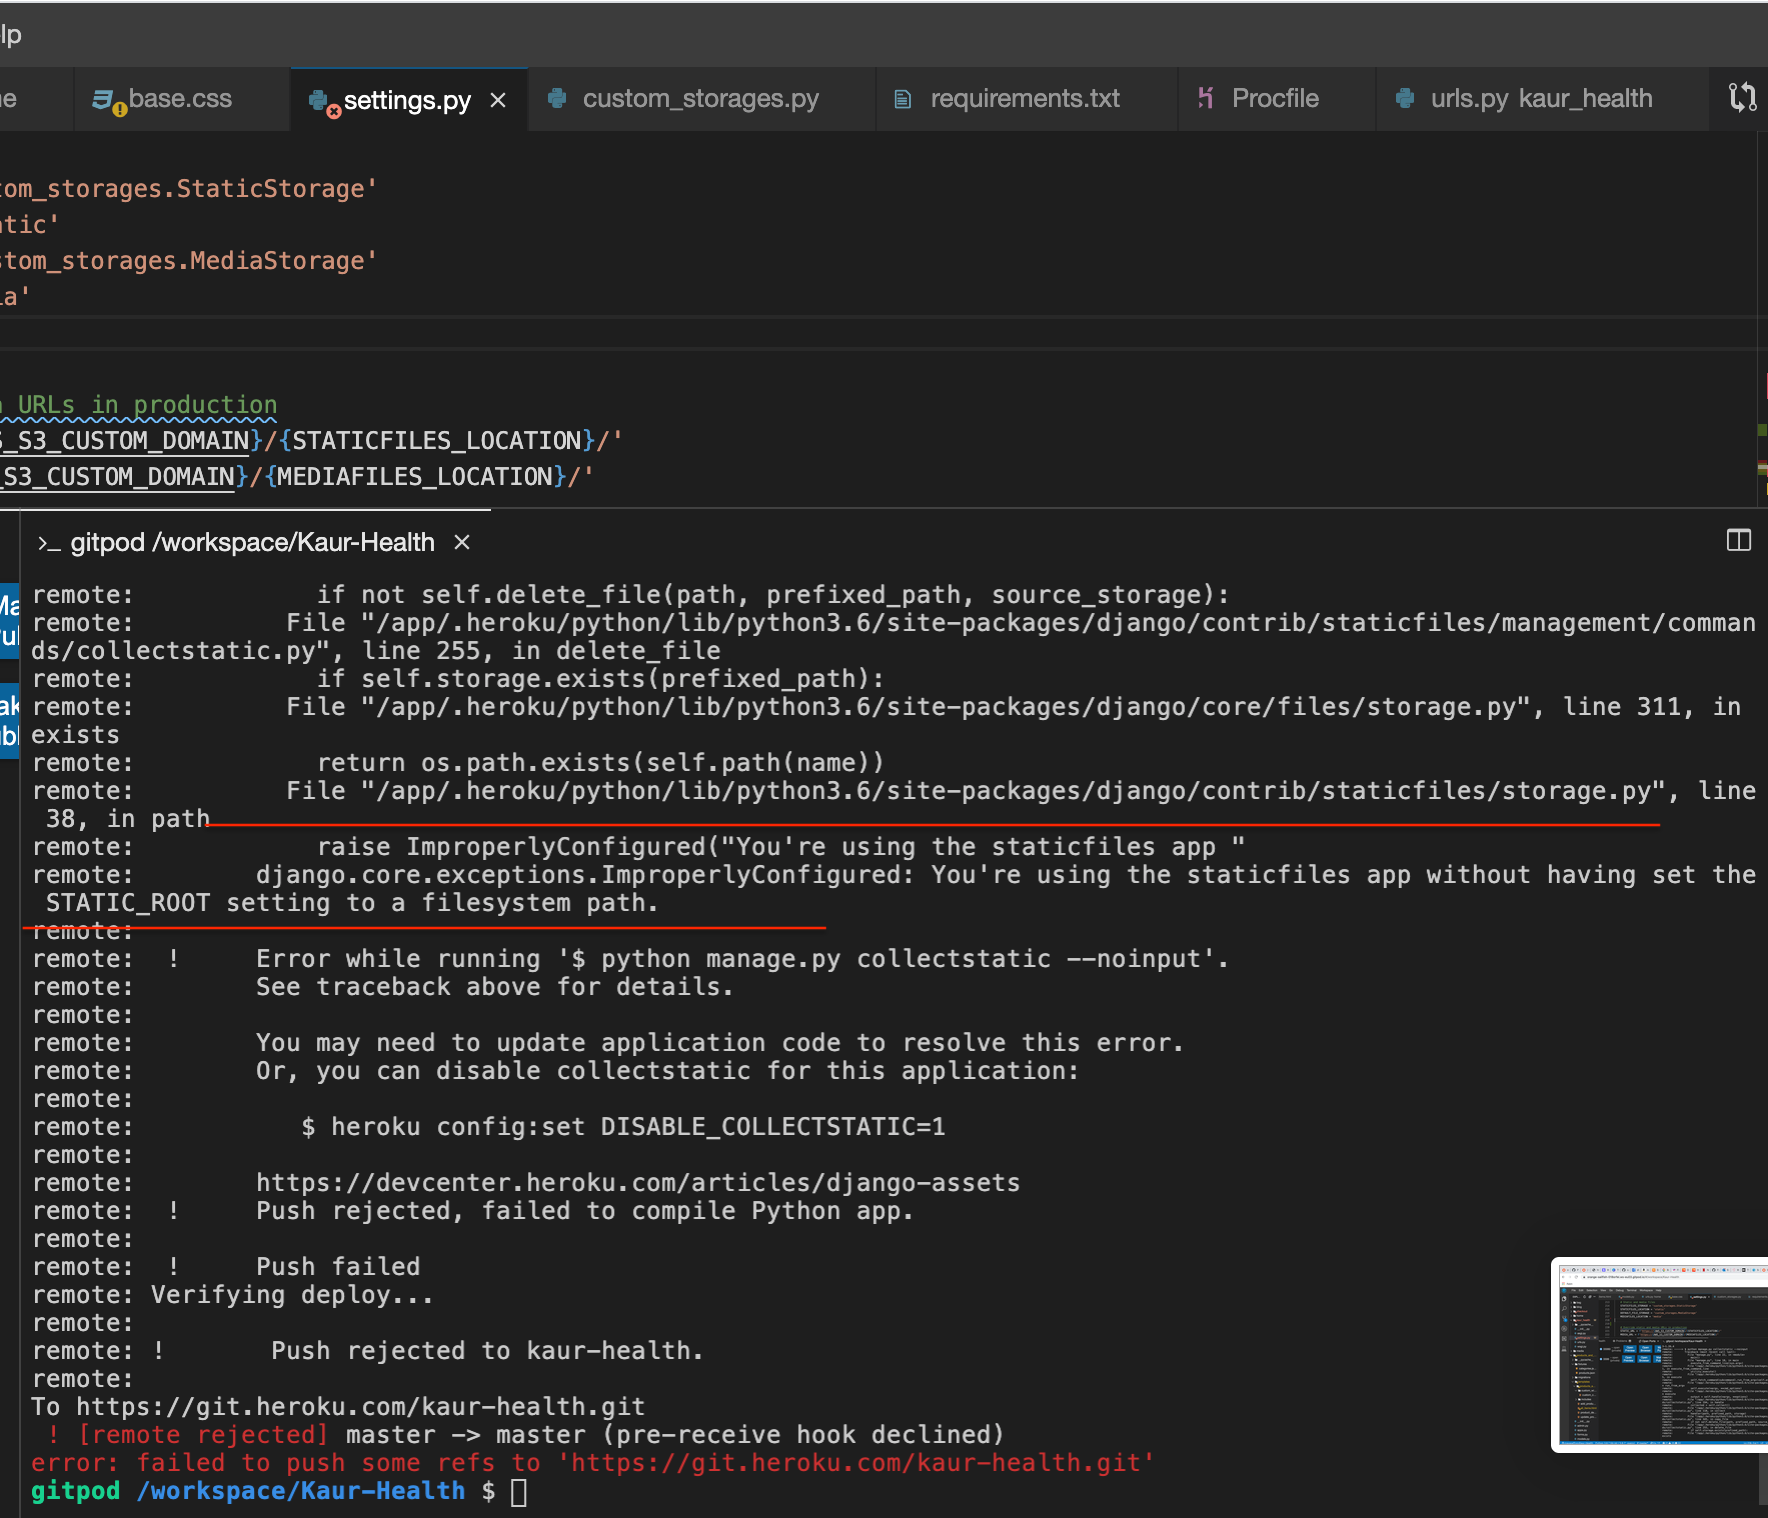 lp
e
base.css
settings.py
custom_storages.py
requirements.txt
Procfile
urls.py kaur_health
om_storages.StaticStorage'
tic'
tom_storages.MediaStorage'
a'
URLs in production
_S3_CUSTOM_DOMAIN}/{STATICFILES_LOCATION}/'
_S3_CUSTOM_DOMAIN}/{MEDIAFILES_LOCATION}/'
>_ gitpod /workspace/Kaur-Health
remote: if not self.delete_file(path, prefixed_path, source_storage):
remote: File "/app/.heroku/python/lib/python3.6/site-packages/django/contrib/staticfiles/management/comman
ds/collectstatic.py", line 255, in delete_file
remote: if self.storage.exists(prefixed_path):
remote: File "/app/.heroku/python/lib/python3.6/site-packages/django/core/files/storage.py", line 311, in
exists
remote: return os.path.exists(self.path(name))
remote: File "/app/.heroku/python/lib/python3.6/site-packages/django/contrib/staticfiles/storage.py", line
38, in path
remote: raise ImproperlyConfigured("You're using the staticfiles app "
remote: django.core.exceptions.ImproperlyConfigured: You're using the staticfiles app without having set the
STATIC_ROOT setting to a filesystem path.
remote:
remote: ! Error while running '$ python manage.py collectstatic --noinput'.
remote: See traceback above for details.
remote:
remote: You may need to update application code to resolve this error.
remote: Or, you can disable collectstatic for this application:
remote:
remote: $ heroku config:set DISABLE_COLLECTSTATIC=1
remote:
remote: https://devcenter.heroku.com/articles/django-assets
remote: ! Push rejected, failed to compile Python app.
remote:
remote: ! Push failed
remote: Verifying deploy...
remote:
remote: ! Push rejected to kaur-health.
remote:
To https://git.heroku.com/kaur-health.git
! [remote rejected] master -> master (pre-receive hook declined)
error: failed to push some refs to 'https://git.heroku.com/kaur-health.git'
gitpod /workspace/Kaur-Health $